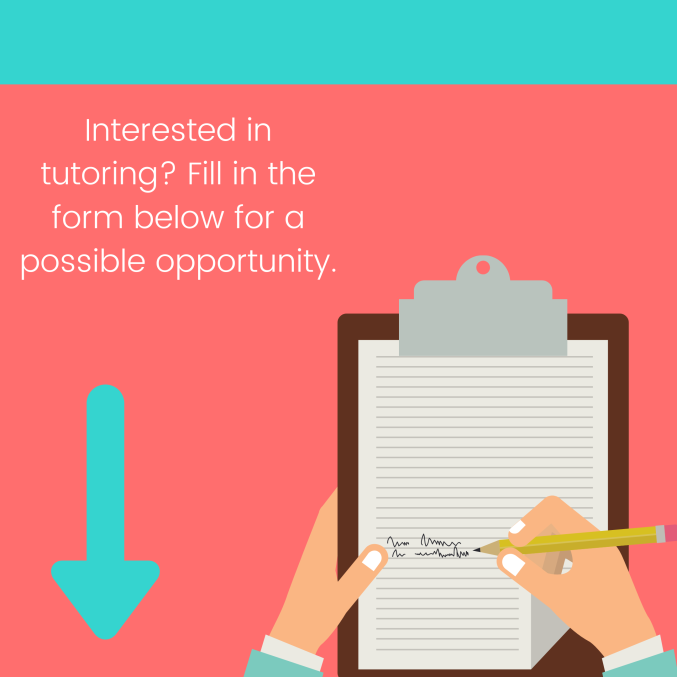 Interested in
tutoring? Fill in the
form below for a
possible opportunity.